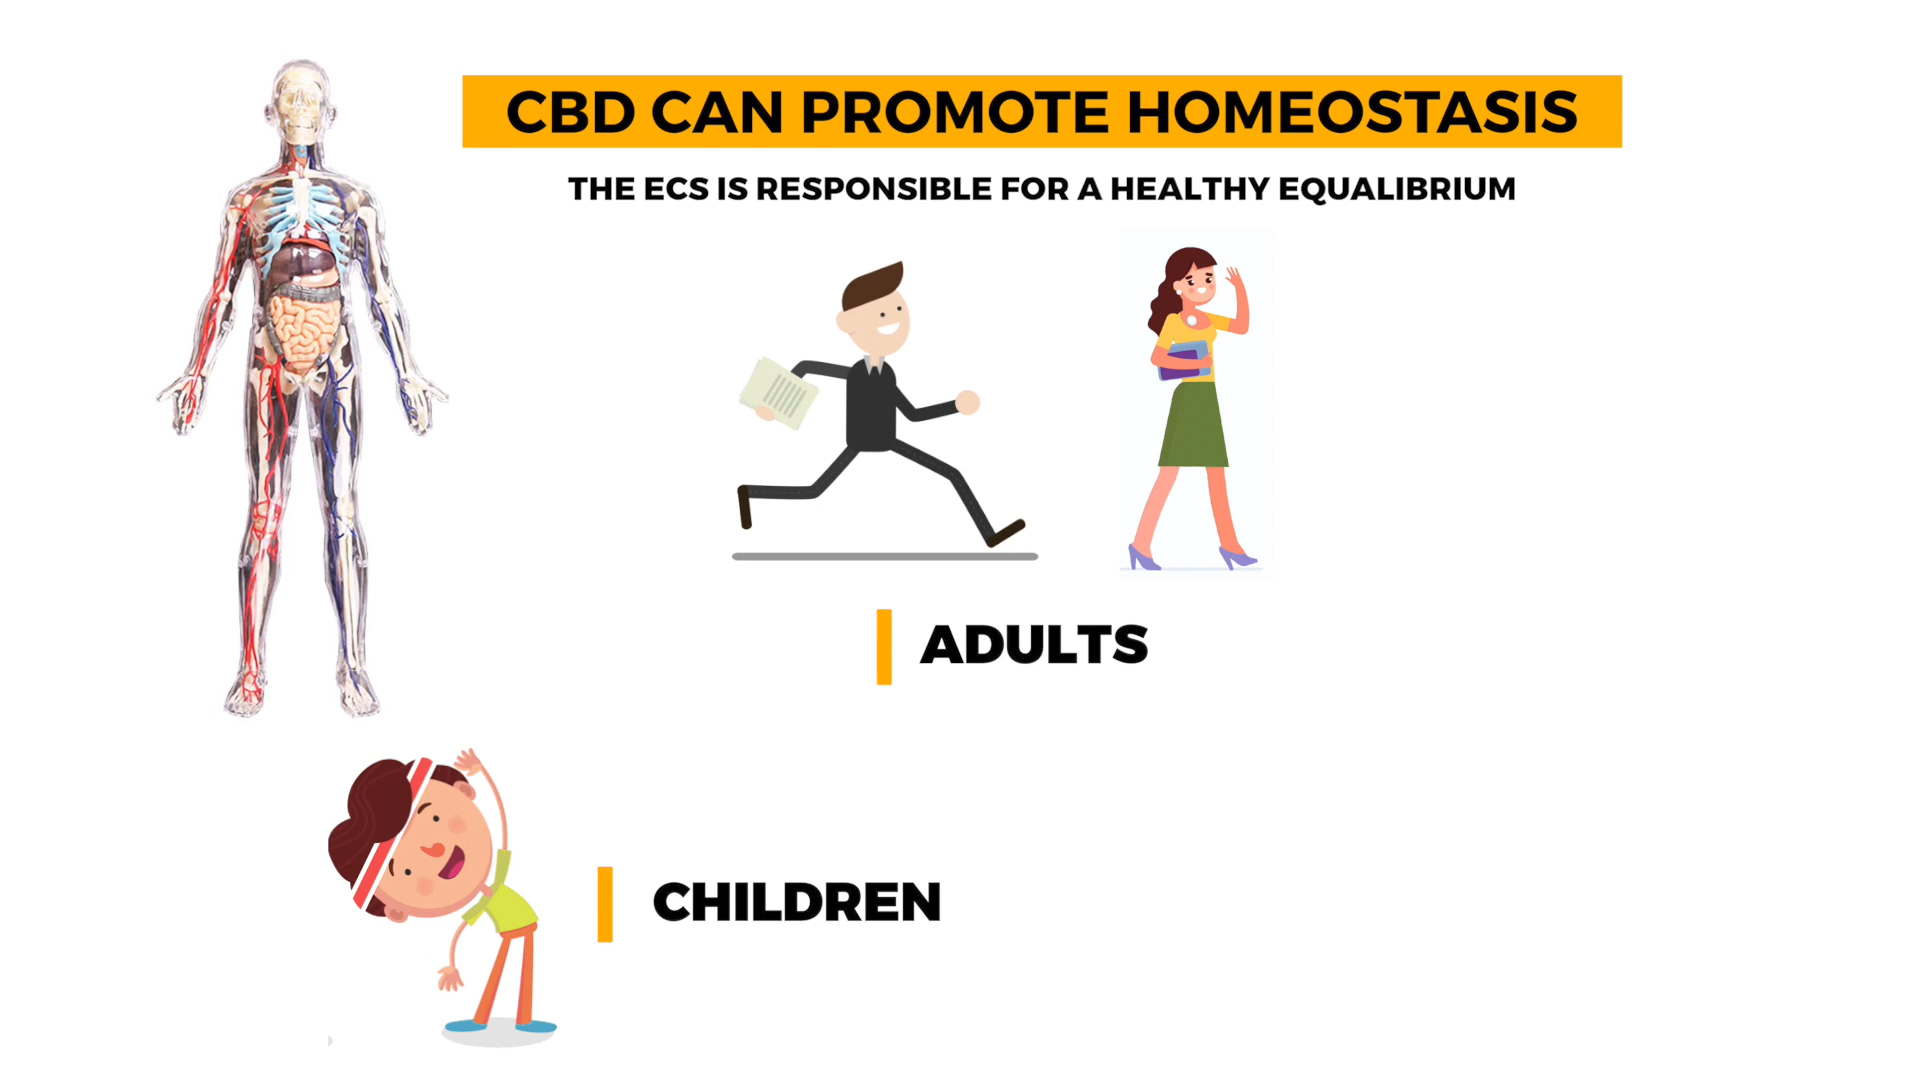 CBD CAN PROMOTE HOMEOSTASIS
THE ECS IS RESPONSIBLE FOR A HEALTHY EQUALIBRIUM
ADULTS
CHILDREN